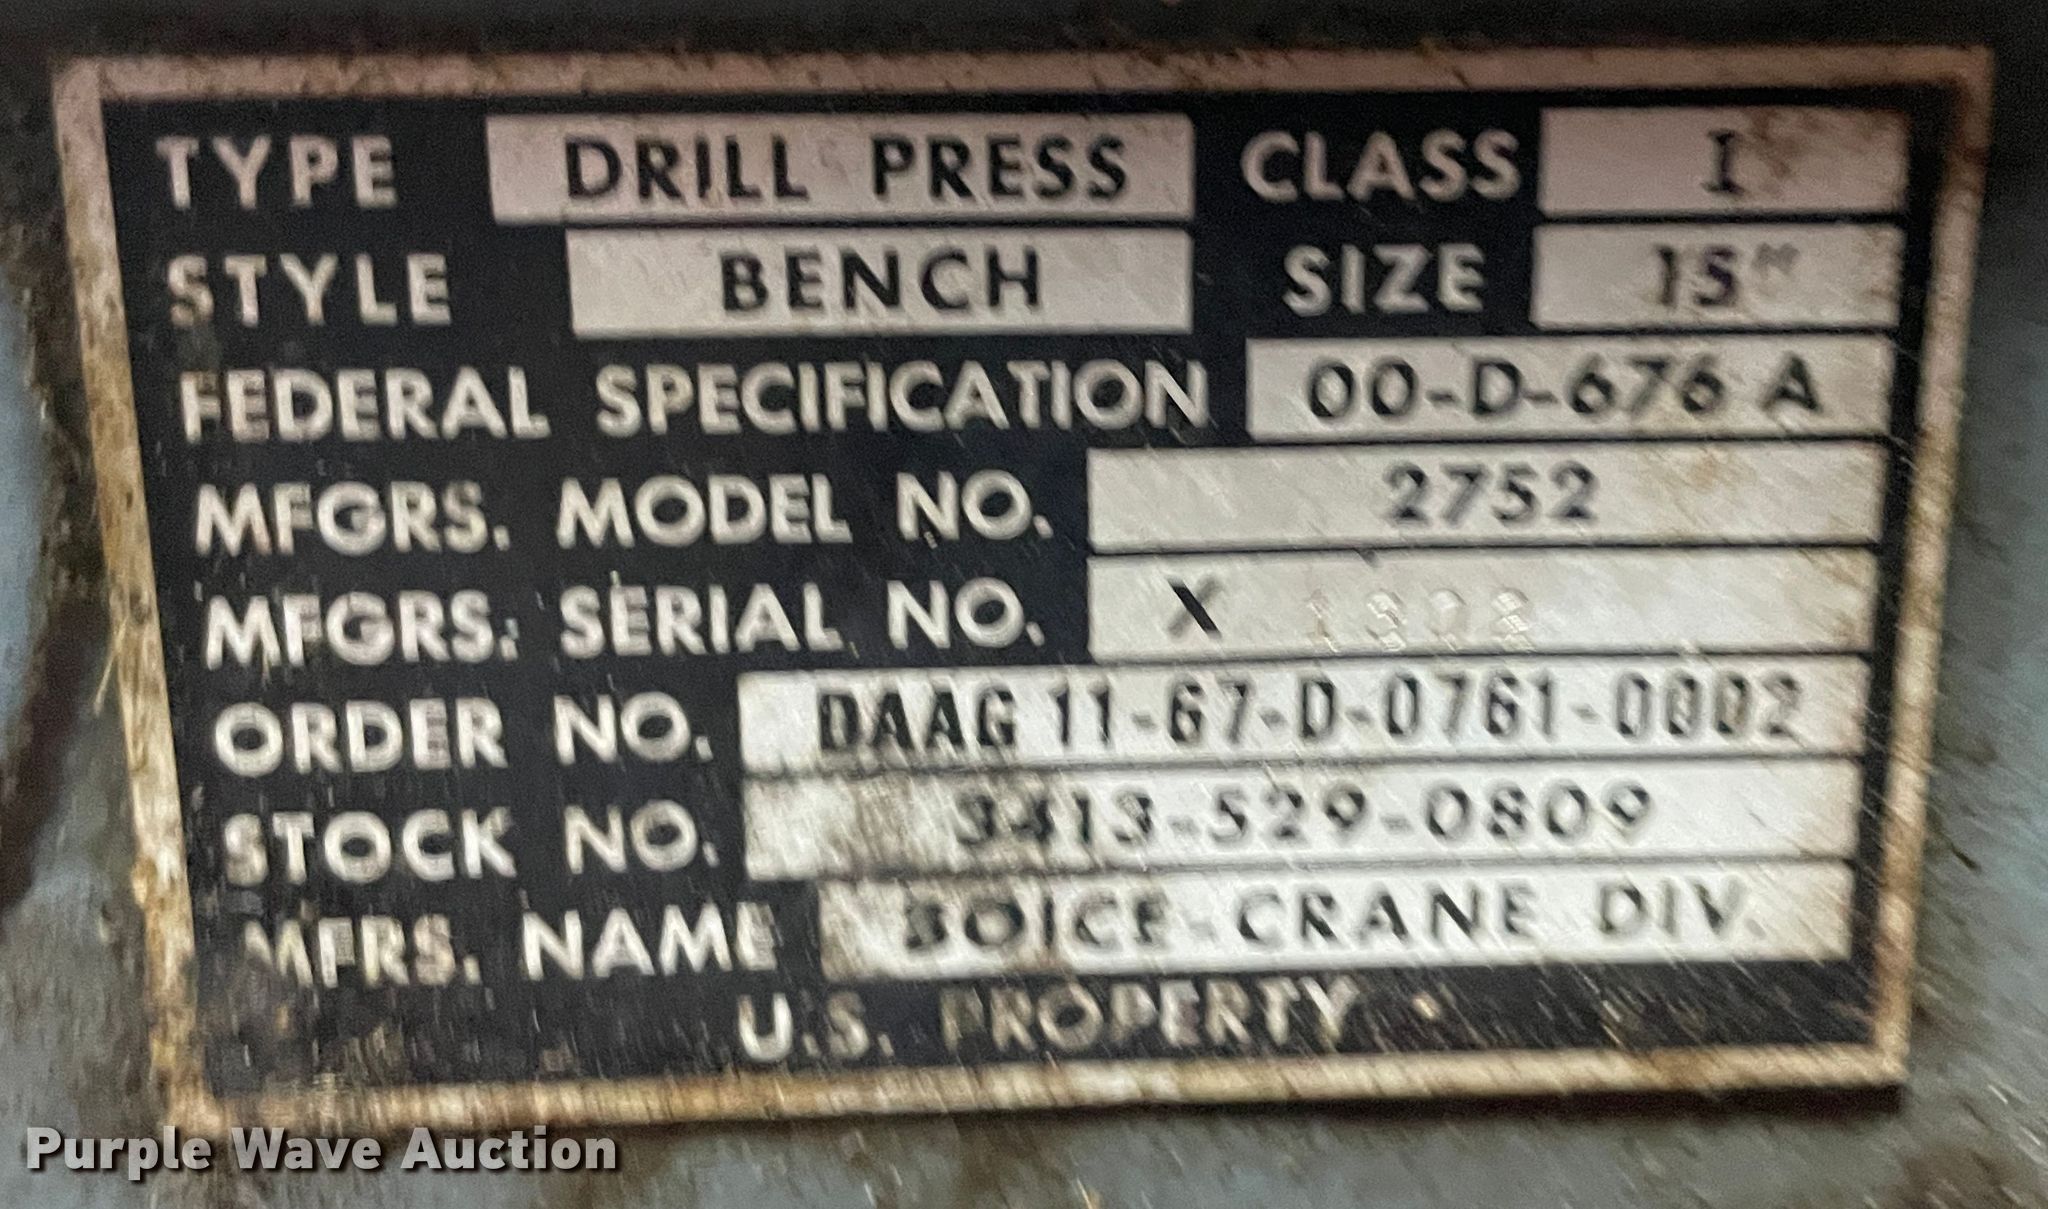 TYPE DRILL PRESS CLASS I
STYLE BENCH SIZE 15"
FEDERAL SPECIFICATION 00-D-676 A
MFGRS. MODEL NO. 2752
MFGRS. SERIAL NO. X
ORDER NO. DAAG 11-67-D-0761-0002
STOCK NO. 3413-529-0809
MFRS. NAME BOICE-CRANE DIV.
U.S. PROPERTY
Purple Wave Auction